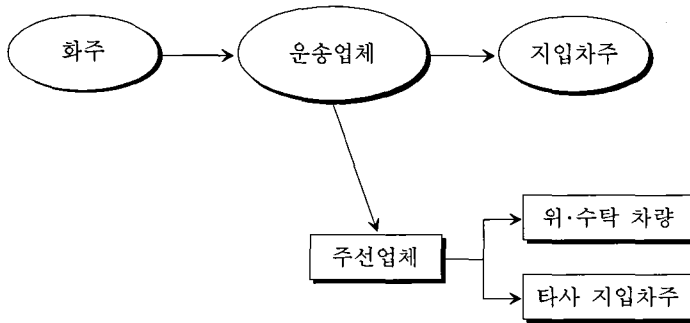 화주
운송업체
지입차주
위·수탁 차량
주선업체
타사 지입차주